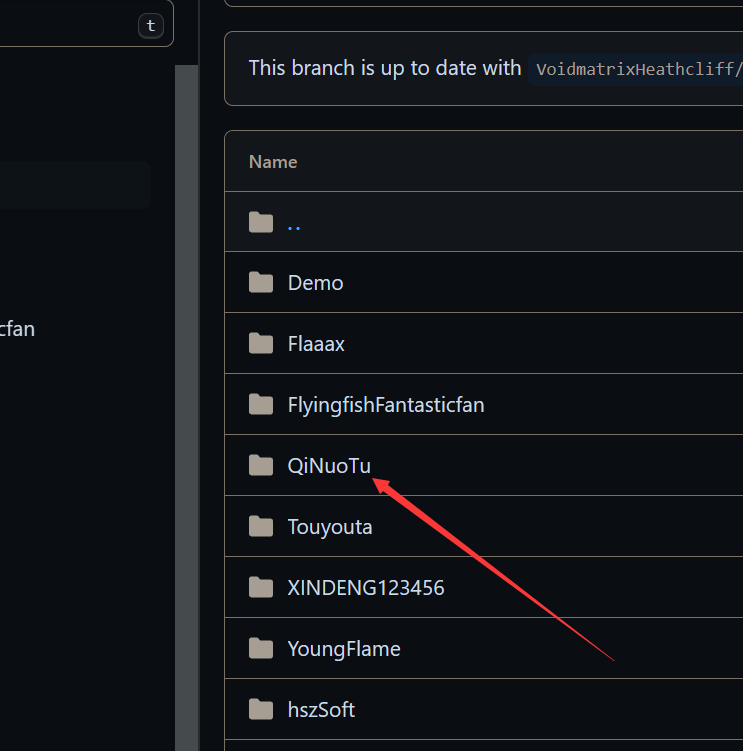 t
cfan
This branch is up to date with VoidmatrixHeathcliff/
Name
..
Demo
Flaaax
FlyingfishFantasticfan
QiNuoTu
Touyouta
XINDENG123456
YoungFlame
hszSoft